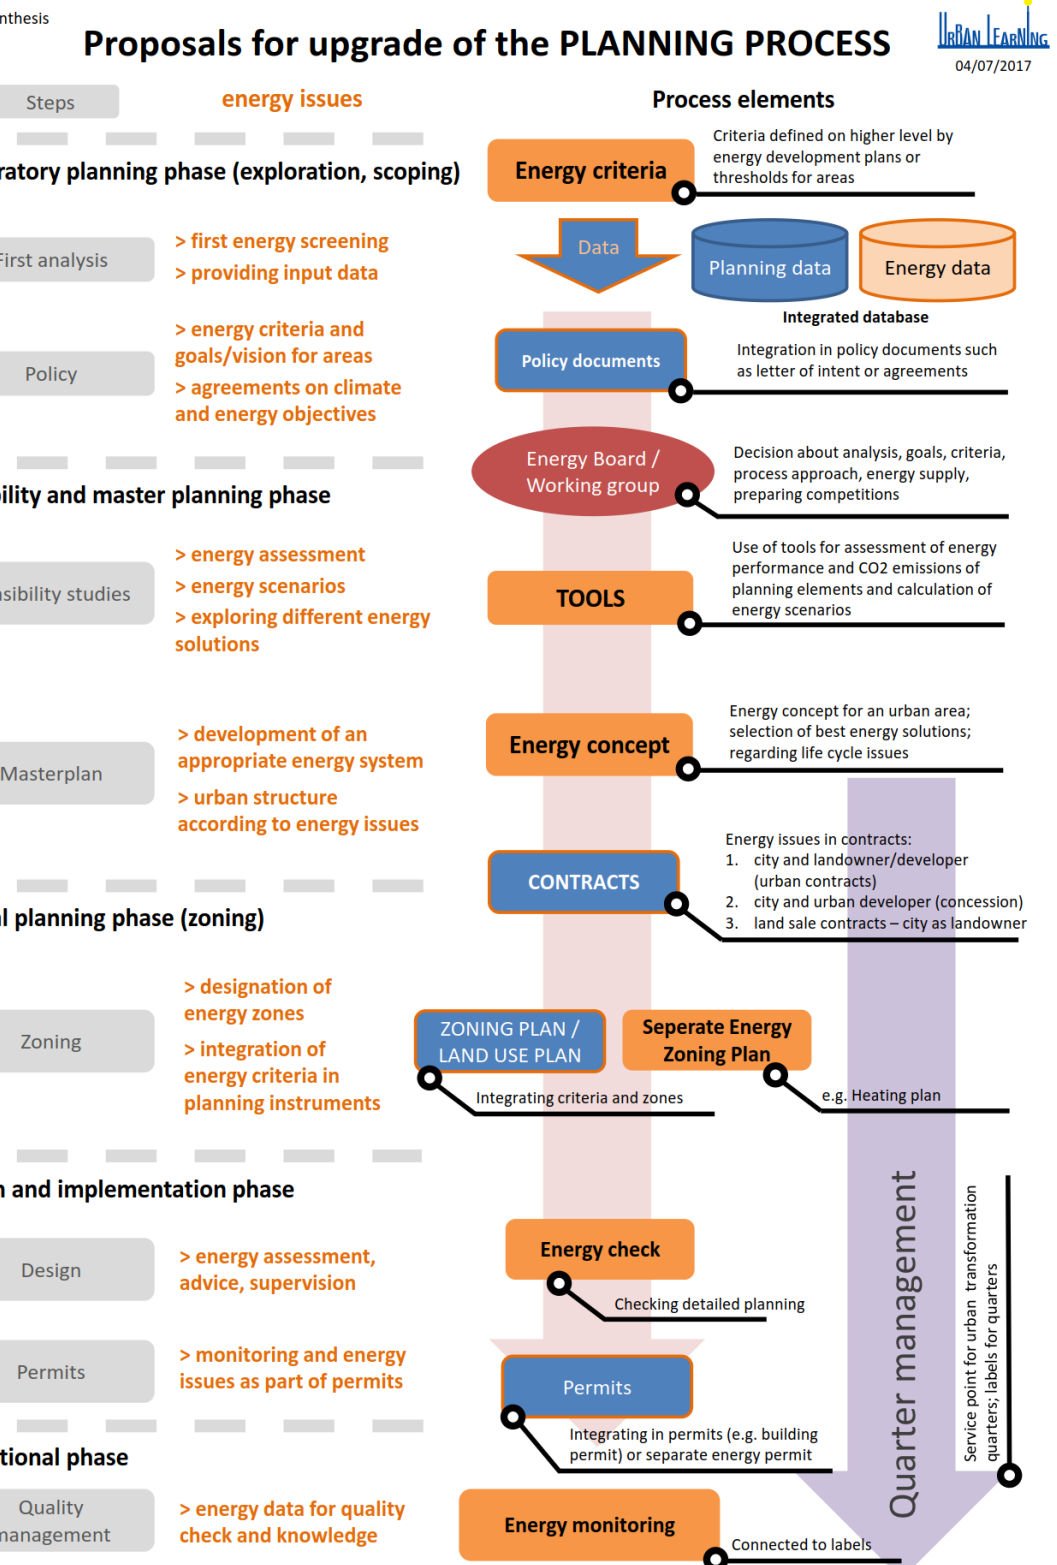 nthesis
Proposals for upgrade of the PLANNING PROCESS
URBAN LEARNING
04/07/2017
Steps
energy issues
Process elements
ratory planning phase (exploration, scoping)
Energy criteria
Criteria defined on higher level by
energy development plans or
thresholds for areas
First analysis
> first energy screening
> providing input data
Data
Planning data
Energy data
Integrated database
Policy
> energy criteria and
goals/vision for areas
> agreements on climate
and energy objectives
Policy documents
Integration in policy documents such
as letter of intent or agreements
Energy Board /
Working group
Decision about analysis, goals, criteria,
process approach, energy supply,
preparing competitions
bility and master planning phase
sibility studies
> energy assessment
> energy scenarios
> exploring different energy
solutions
TOOLS
Use of tools for assessment of energy
performance and CO2 emissions of
planning elements and calculation of
energy scenarios
Masterplan
> development of an
appropriate energy system
> urban structure
according to energy issues
Energy concept
Energy concept for an urban area;
selection of best energy solutions;
regarding life cycle issues
CONTRACTS
Energy issues in contracts:
1. city and landowner/developer
(urban contracts)
2. city and urban developer (concession)
3. land sale contracts – city as landowner
l planning phase (zoning)
Zoning
> designation of
energy zones
> integration of
energy criteria in
planning instruments
ZONING PLAN /
LAND USE PLAN
Integrating criteria and zones
Seperate Energy
Zoning Plan
e.g. Heating plan
n and implementation phase
Design
> energy assessment,
advice, supervision
Energy check
Checking detailed planning
Permits
> monitoring and energy
issues as part of permits
Permits
Integrating in permits (e.g. building
permit) or separate energy permit
Quarter management
Service point for urban transformation
quarters; labels for quarters
tional phase
Quality
management
> energy data for quality
check and knowledge
Energy monitoring
Connected to labels